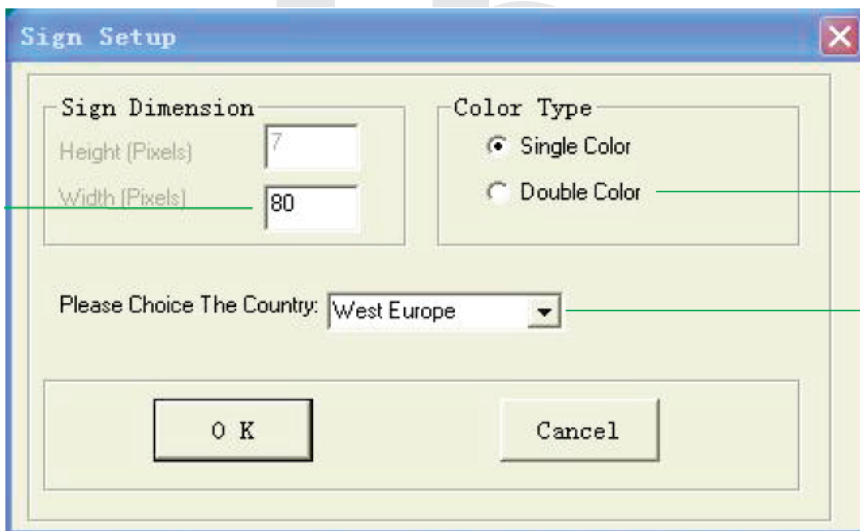 Sign Setup
Sign Dimension
Height (Pixels) 7
Width (Pixels) 80
Color Type
Single Color
Double Color
Please Choice The Country: West Europe
O K
Cancel